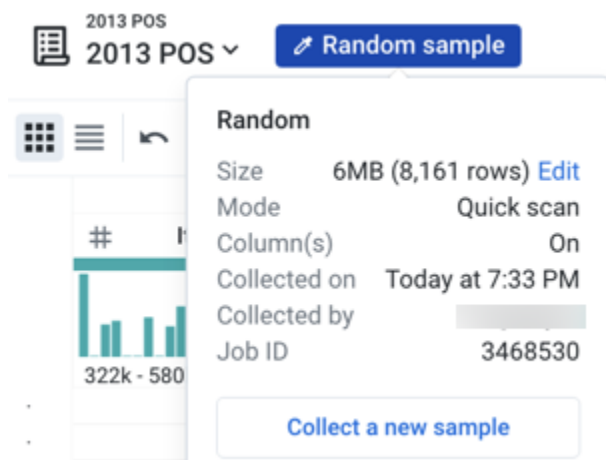 2013 POS
2013 POS
Random sample
Random
Size 6MB (8,161 rows) Edit
Mode Quick scan
Column(s) On
Collected on Today at 7:33 PM
Collected by
Job ID 3468530
#
322k - 580
Collect a new sample